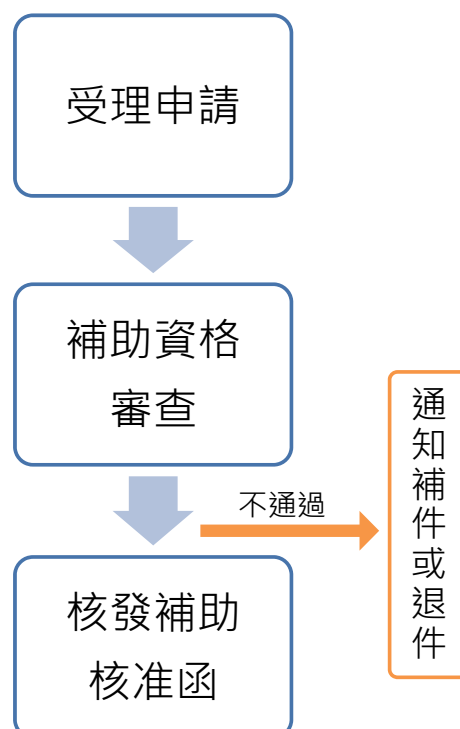 受理申請
補助資格
審查
不通過
通知補件或退件
核發補助
核准函